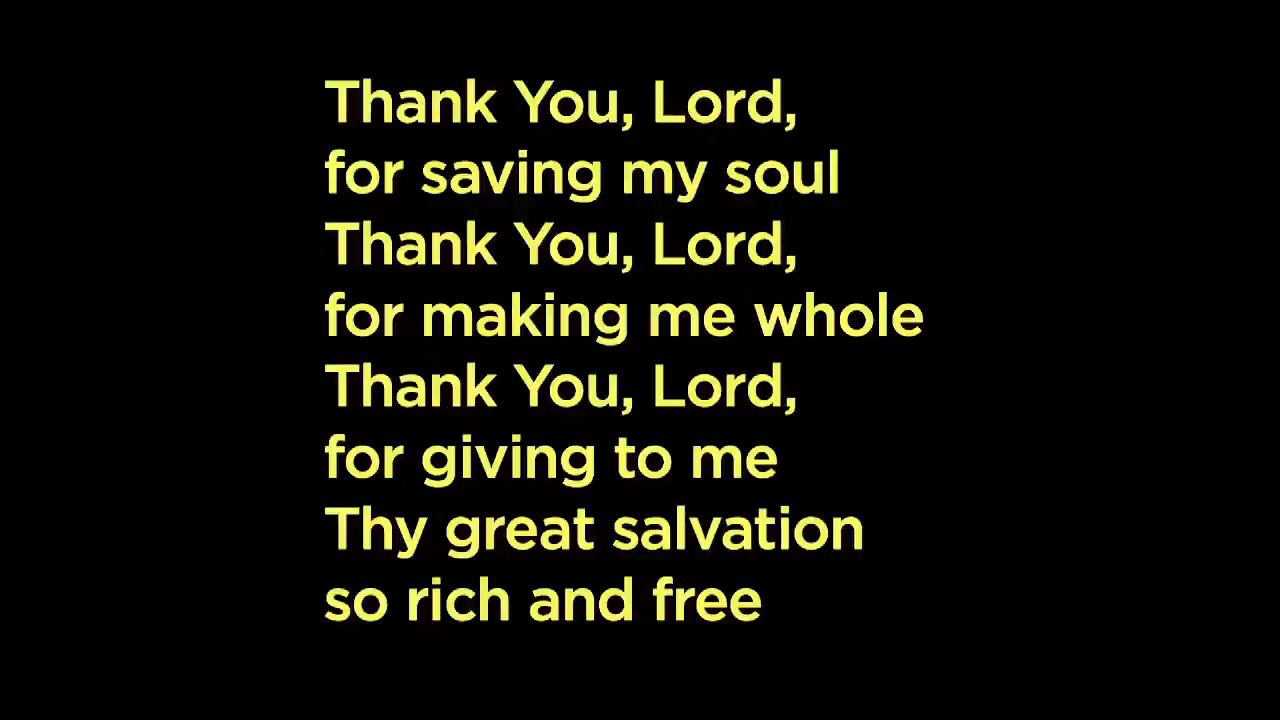 Thank You, Lord,
for saving my soul
Thank You, Lord,
for making me whole
Thank You, Lord,
for giving to me
Thy great salvation
so rich and free